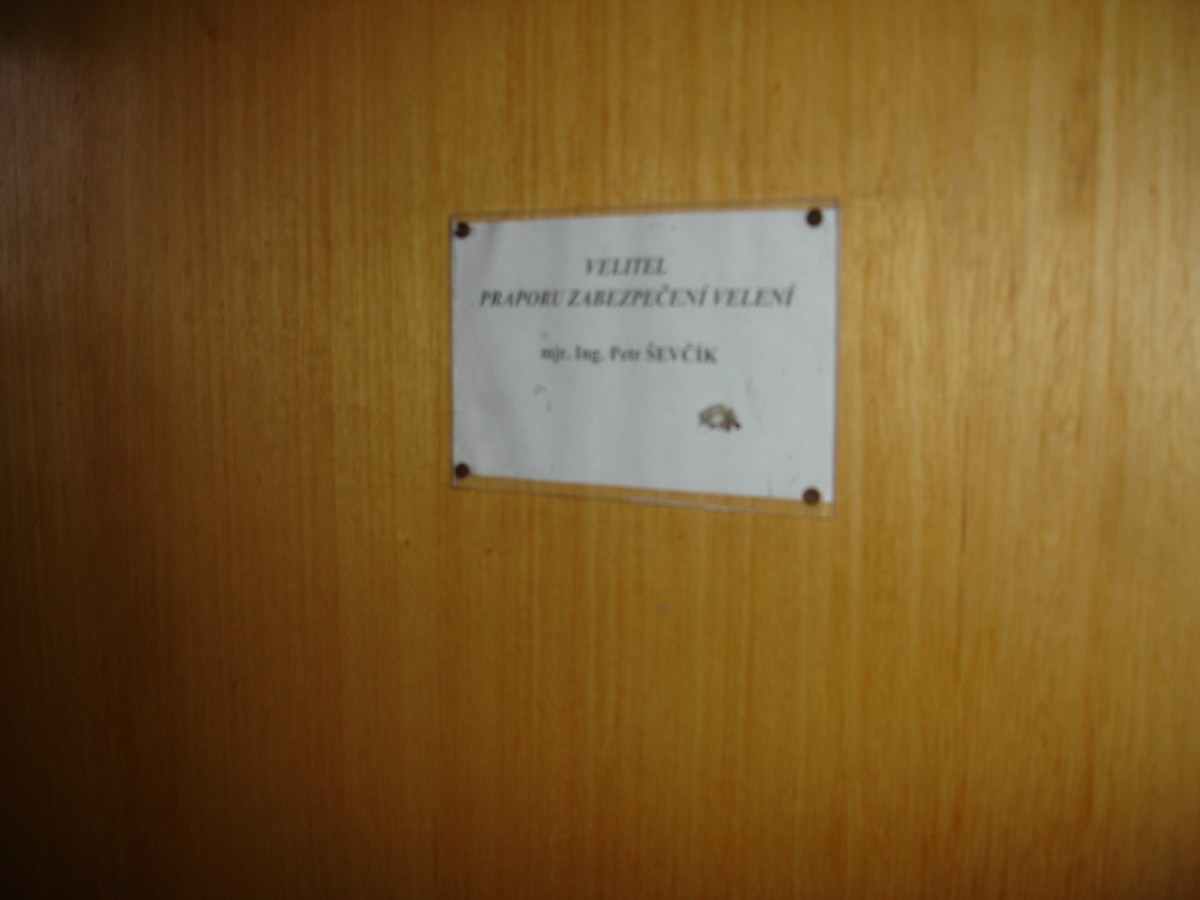 VELITEL
PRAPORU ZABEZPEČENÍ VELENÍ
mjr. Ing. Petr ŠEVČÍK